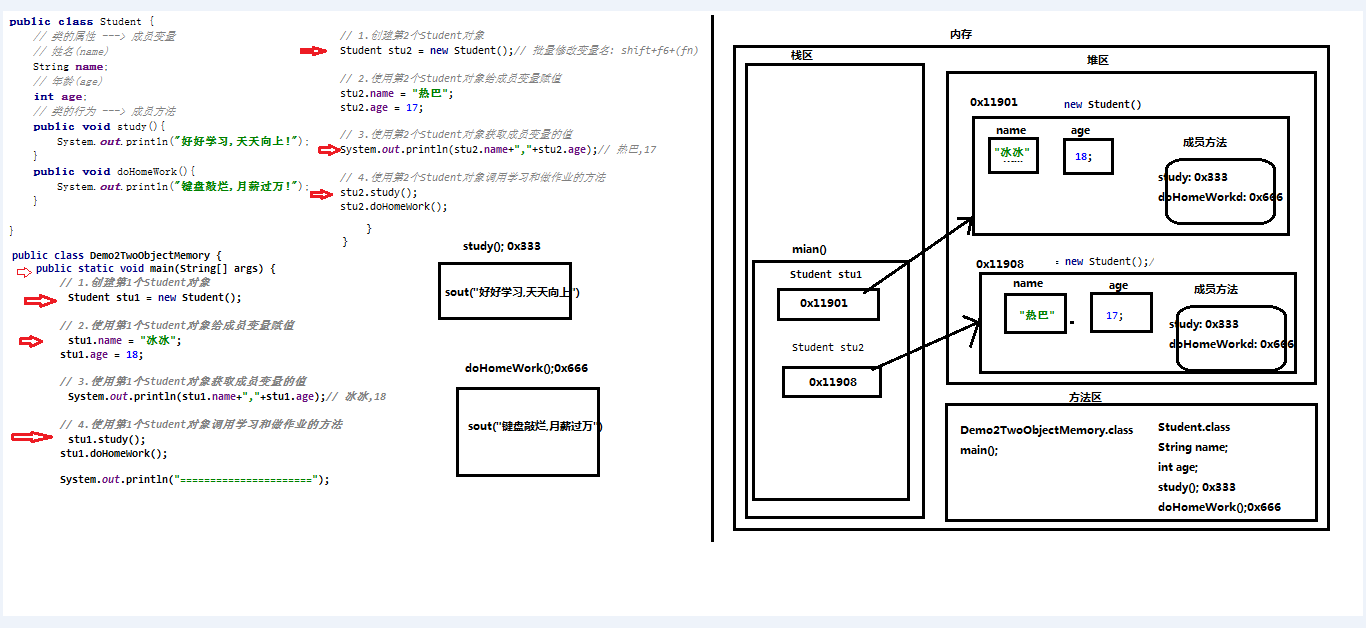 public class Student {
// 类的属性 ---> 成员变量
// 姓名(name)
String name;
// 年龄(age)
int age;
// 类的行为 ---> 成员方法
public void study(){
System.out.println("好好学习,天天向上!");
}
public void doHomeWork(){
System.out.println("键盘敲烂,月薪过万!");
}
}
public class Demo2TwoObjectMemory {
public static void main(String[] args) {
// 1.创建第1个Student对象
Student stu1 = new Student();
// 2.使用第1个Student对象给成员变量赋值
stu1.name = "冰冰";
stu1.age = 18;
// 3.使用第1个Student对象获取成员变量的值
System.out.println(stu1.name+","+stu1.age);// 冰冰,18
// 4.使用第1个Student对象调用学习和做作业的方法
stu1.study();
stu1.doHomeWork();
System.out.println("======================");
// 1.创建第2个Student对象
Student stu2 = new Student();// 批量修改变量名: shift+f6+(fn)
// 2.使用第2个Student对象给成员变量赋值
stu2.name = "热巴";
stu2.age = 17;
// 3.使用第2个Student对象获取成员变量的值
System.out.println(stu2.name+","+stu2.age);// 热巴,17
// 4.使用第2个Student对象调用学习和做作业的方法
stu2.study();
stu2.doHomeWork();
}
}
study(); 0x333
sout("好好学习,天天向上")
doHomeWork();0x666
sout("键盘敲烂,月薪过万")
内存
栈区
mian()
Student stu1
0x11901
Student stu2
0x11908
堆区
0x11901
new Student()
name
age
成员方法
"冰冰"
18;
study: 0x333
doHomeWorkd: 0x666
0x11908
= new Student();/
name
age
成员方法
"热巴"
17;
study: 0x333
doHomeWorkd: 0x666
方法区
Demo2TwoObjectMemory.class
main();
Student.class
String name;
int age;
study(); 0x333
doHomeWork();0x666